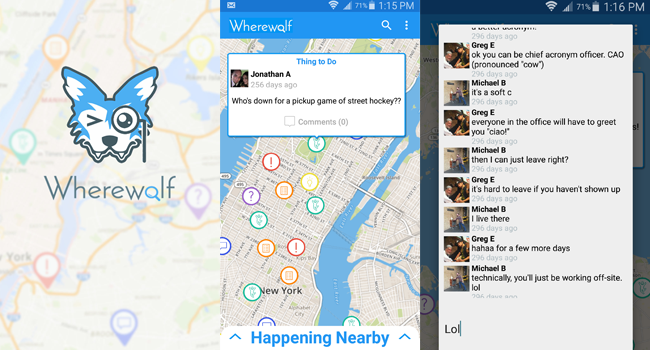 Wherewolf
71% 1:15 PM
Wherewolf
Thing to Do
Jonathan A
256 days ago
Who's down for a pickup game of street hockey??
Comments (0)
Roosevelt Island
New York
Alphabet
City
Happening Nearby
71% 1:16 PM
a better acronym.
296 days ago
Greg E
ok you can be chief acronym officer. CAO
(pronounced "cow")
296 days ago
Michael B
it's a soft c
296 days ago
Greg E
everyone in the office will have to greet
you "ciao!"
296 days ago
Michael B
then I can just leave right?
296 days ago
Greg E
it's hard to leave if you haven't shown up
296 days ago
Michael B
I live there
296 days ago
Greg E
hahaa for a few more days
296 days ago
Michael B
technically, you'll just be working off-site.
296 days ago
Lol